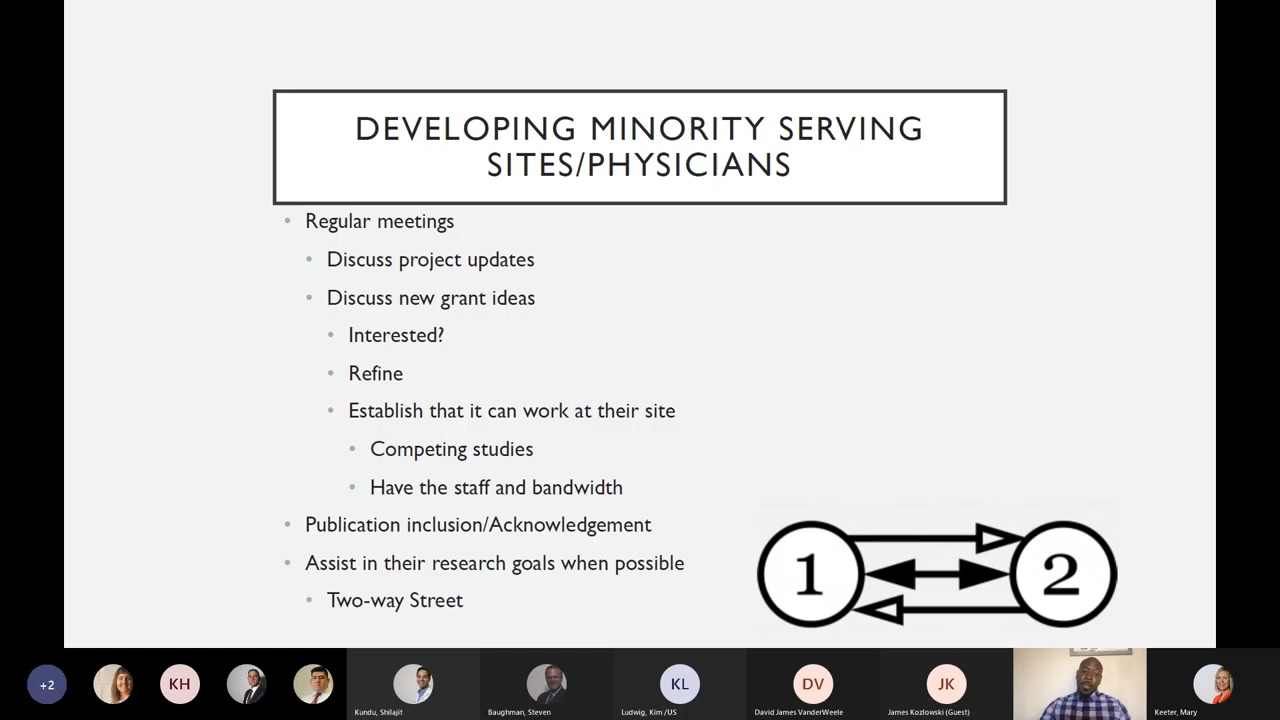 DEVELOPING MINORITY SERVING
SITES/PHYSICIANS
• Regular meetings
• Discuss project updates
• Discuss new grant ideas
• Interested?
• Refine
• Establish that it can work at their site
• Competing studies
• Have the staff and bandwidth
• Publication inclusion/Acknowledgement
• Assist in their research goals when possible
• Two-way Street
1 2
+2 KH KL DV JK
Kundu, Shilajit
Baughman, Steven
Ludwig, Kim /US
David James VanderWeele
James Kozlowski (Guest)
Keeter, Mary